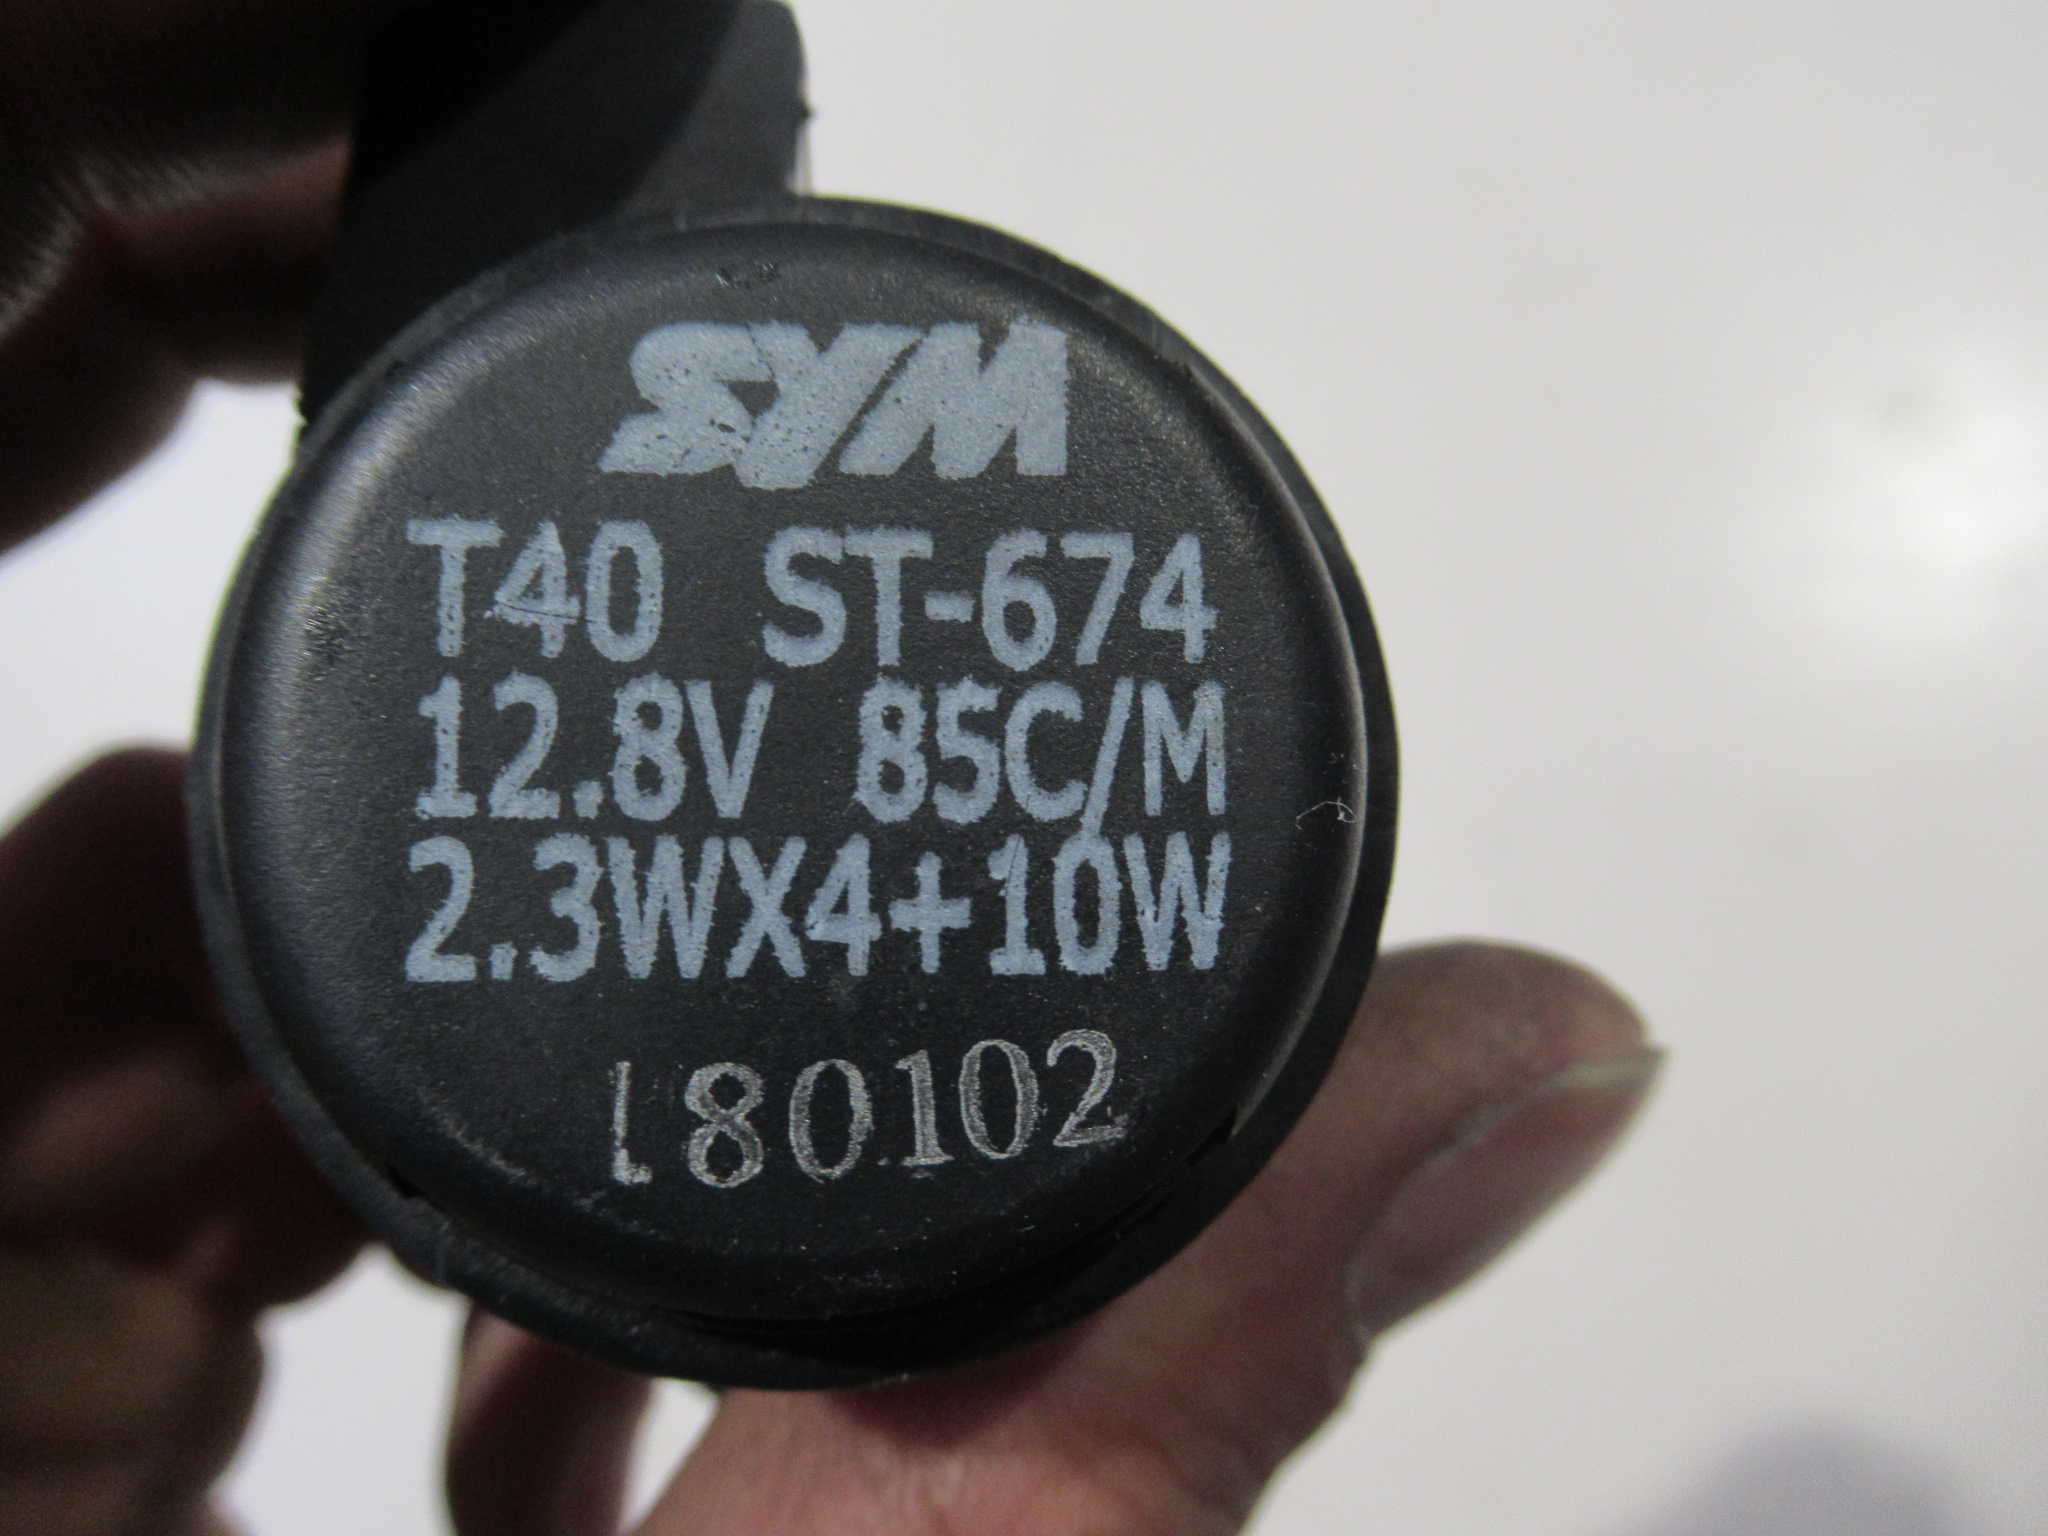 SYM
T40 ST-674
12.8V 85C/M
2.3WX4+10W
180102